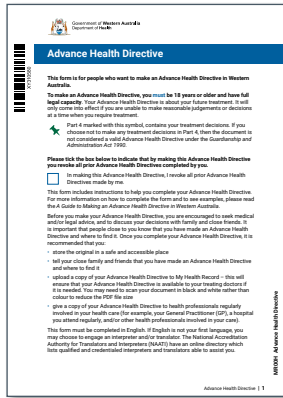 Government of Western Australia
Department of Health
Advance Health Directive
This form is for people who want to make an Advance Health Directive in Western
Australia.
To make an Advance Health Directive, you must be 18 years or older and have full
legal capacity. Your Advance Health Directive is about your future treatment. It will
only come into effect if you are unable to make reasonable judgements or decisions
at a time when you require treatment.
Part 4 marked with this symbol, contains your treatment decisions. If you
choose not to make any treatment decisions in Part 4, then the document is
not considered a valid Advance Health Directive under the Guardianship and
Administration Act 1990.
Please tick the box below to indicate that by making this Advance Health Directive
you revoke all prior Advance Health Directives completed by you.
In making this Advance Health Directive, I revoke all prior Advance Health
Directives made by me.
This form includes instructions to help you complete your Advance Health Directive.
For more information on how to complete the form and to see examples, please read
the A Guide to Making an Advance Health Directive in Western Australia.
Before you make your Advance Health Directive, you are encouraged to seek medical
and/or legal advice, and to discuss your decisions with family and close friends. It
is important that people close to you know that you have made an Advance Health
Directive and where to find it. Once you complete your Advance Health Directive, it is
recommended that you:
• store the original in a safe and accessible place
• tell your close family and friends that you have made an Advance Health Directive
and where to find it
• upload a copy of your Advance Health Directive to My Health Record – this will
ensure that your Advance Health Directive is available to your treating doctors if
it is needed. You may need to scan your document in black and white rather than
colour to reduce the PDF file size
• give a copy of your Advance Health Directive to health professionals regularly
involved in your health care (for example, your General Practitioner (GP), a hospital
you attend regularly, and/or other health professionals involved in your care).
This form must be completed in English. If English is not your first language, you
may choose to engage an interpreter and/or translator. The National Accreditation
Authority for Translators and Interpreters (NAATI) have an online directory which
lists qualified and credentialed interpreters and translators able to assist you.
MR00H Advance Health Directive
Advance Health Directive | 1